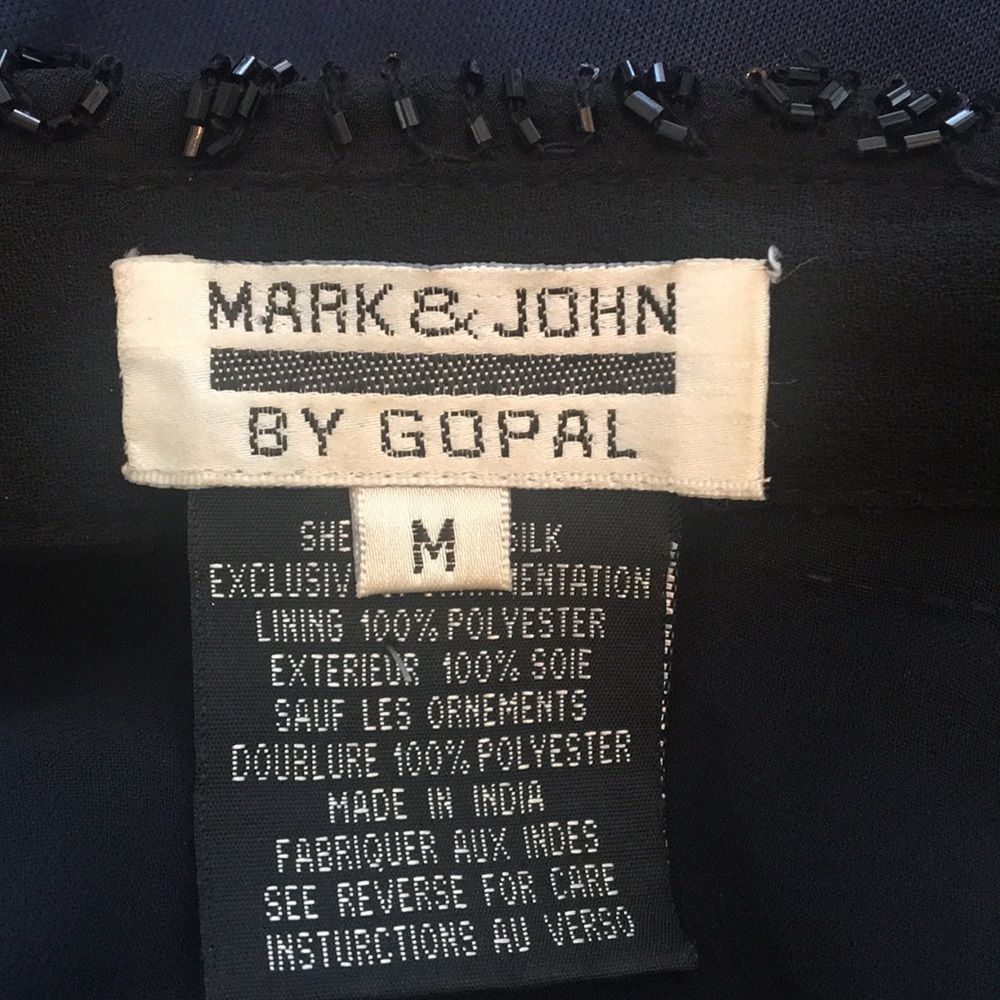 MARK & JOHN
BY GOPAL
M
LINING 100% POLYESTER
EXTERIEUR 100% SOIE
SAUF LES ORNEMENTS
DOUBLURE 100% POLYESTER
MADE IN INDIA
FABRIQUER AUX INDES
SEE REVERSE FOR CARE
INSTURCTIONS AU VERSO